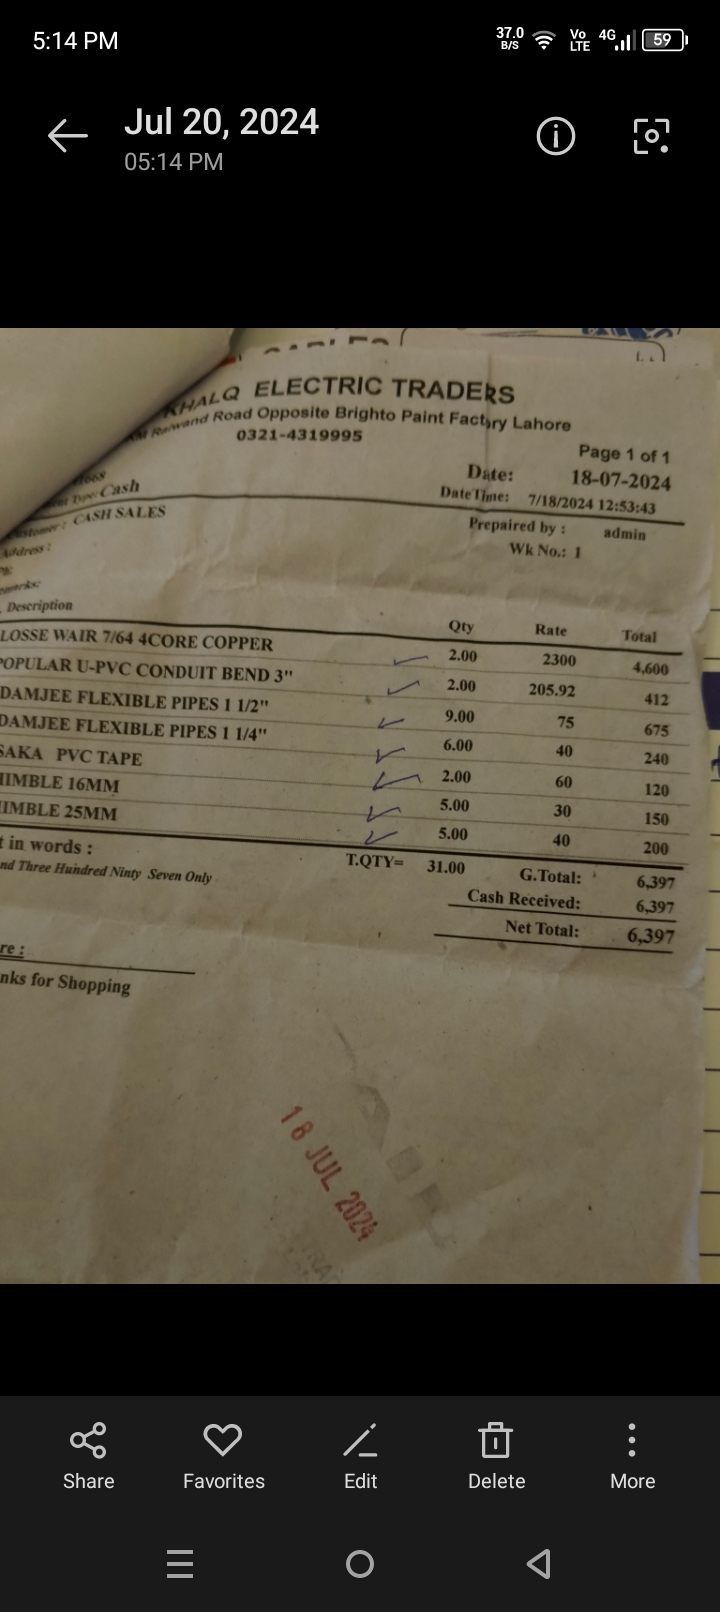 5:14 PM
37.0 B/S Vo LTE 4G 59
Jul 20, 2024
05:14 PM
KHALQ ELECTRIC TRADERS
KM Raiwand Road Opposite Brighto Paint Factory Lahore
0321-4319995
Page 1 of 1
Date: 18-07-2024
Type: Cash
DateTime: 7/18/2024 12:53:43
Customer: CASH SALES
Prepaired by : admin
Address :
Wk No.: 1
Description Qty Rate Total
LOSSE WAIR 7/64 4CORE COPPER 2.00 2300 4,600
POPULAR U-PVC CONDUIT BEND 3" 2.00 205.92 412
DAMJEE FLEXIBLE PIPES 1 1/2" 9.00 75 675
DAMJEE FLEXIBLE PIPES 1 1/4" 6.00 40 240
SAKA PVC TAPE 2.00 60 120
IMBLE 16MM 5.00 30 150
IMBLE 25MM 5.00 40 200
t in words :
T.QTY= 31.00 G.Total: 6,397
nd Three Hundred Ninty Seven Only
Cash Received: 6,397
Net Total: 6,397
re :
nks for Shopping
18 JUL 2024
Share Favorites Edit Delete More